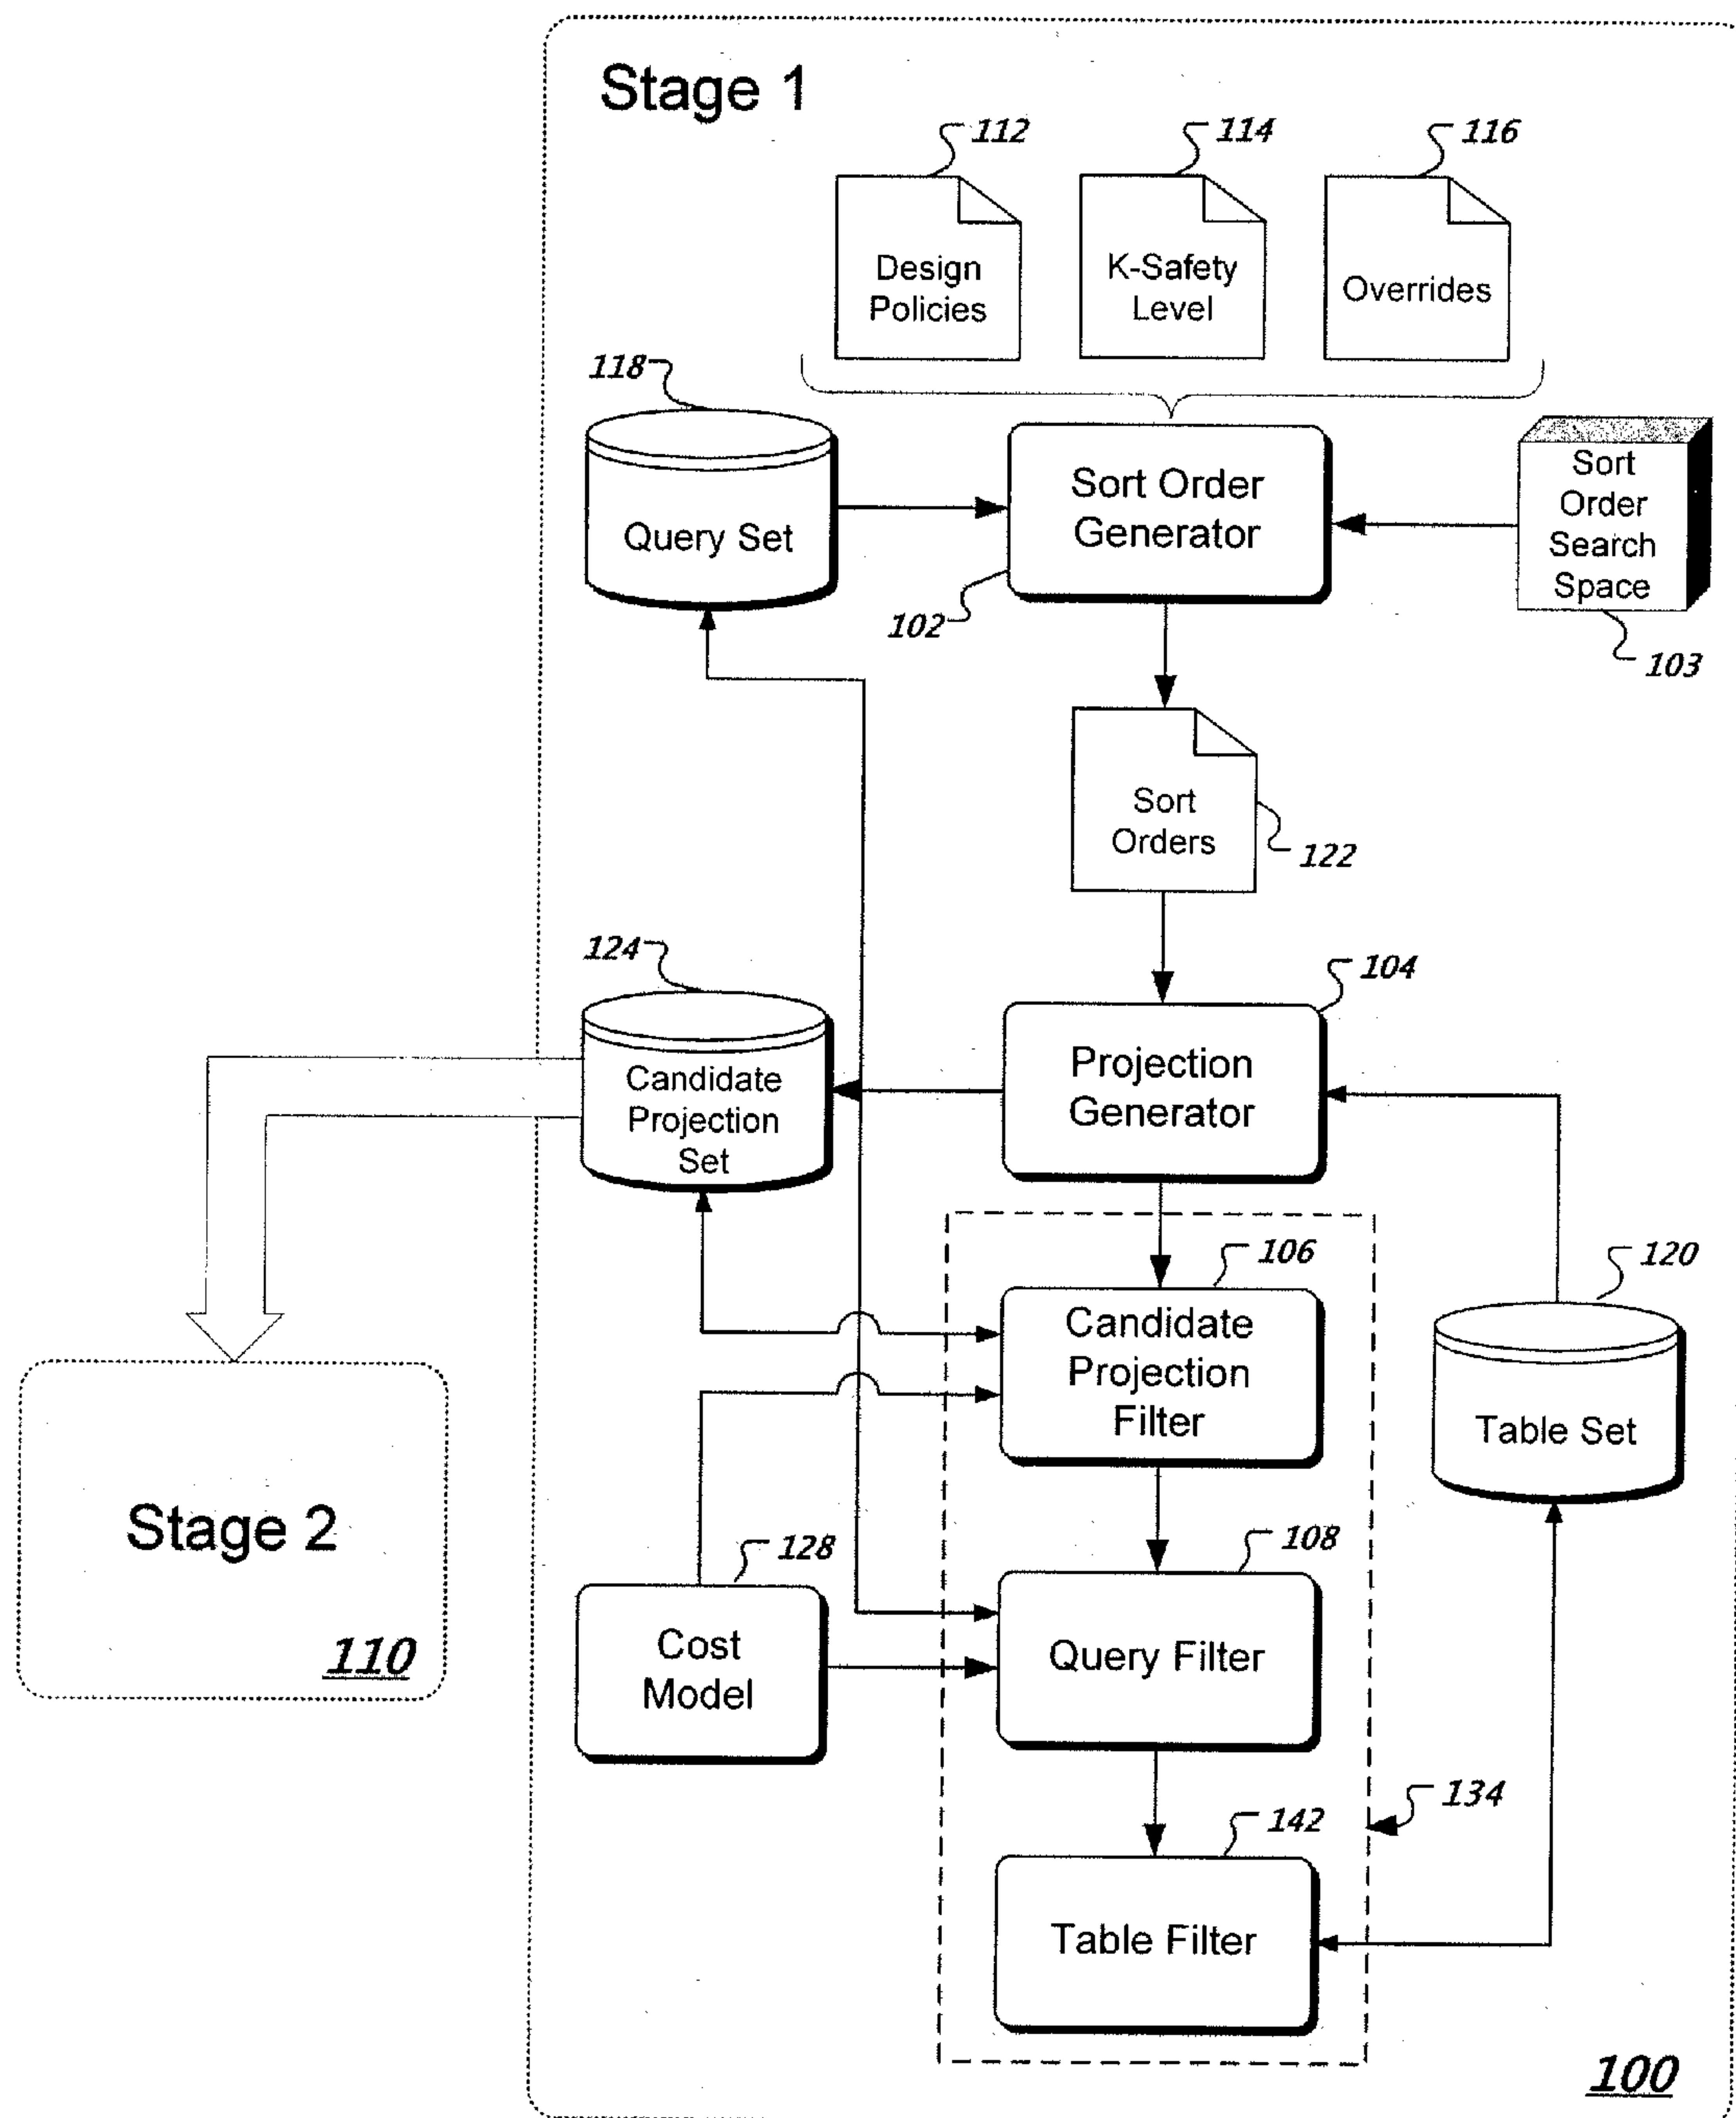 Stage 1
112
114
116
Design
Policies
K-Safety
Level
Overrides
118
Query Set
Sort Order
Generator
102
Sort
Order
Search
Space
103
Sort
Orders
122
124
Candidate
Projection
Set
104
Projection
Generator
106
Candidate
Projection
Filter
120
Table Set
Stage 2
110
128
Cost
Model
108
Query Filter
134
142
Table Filter
100